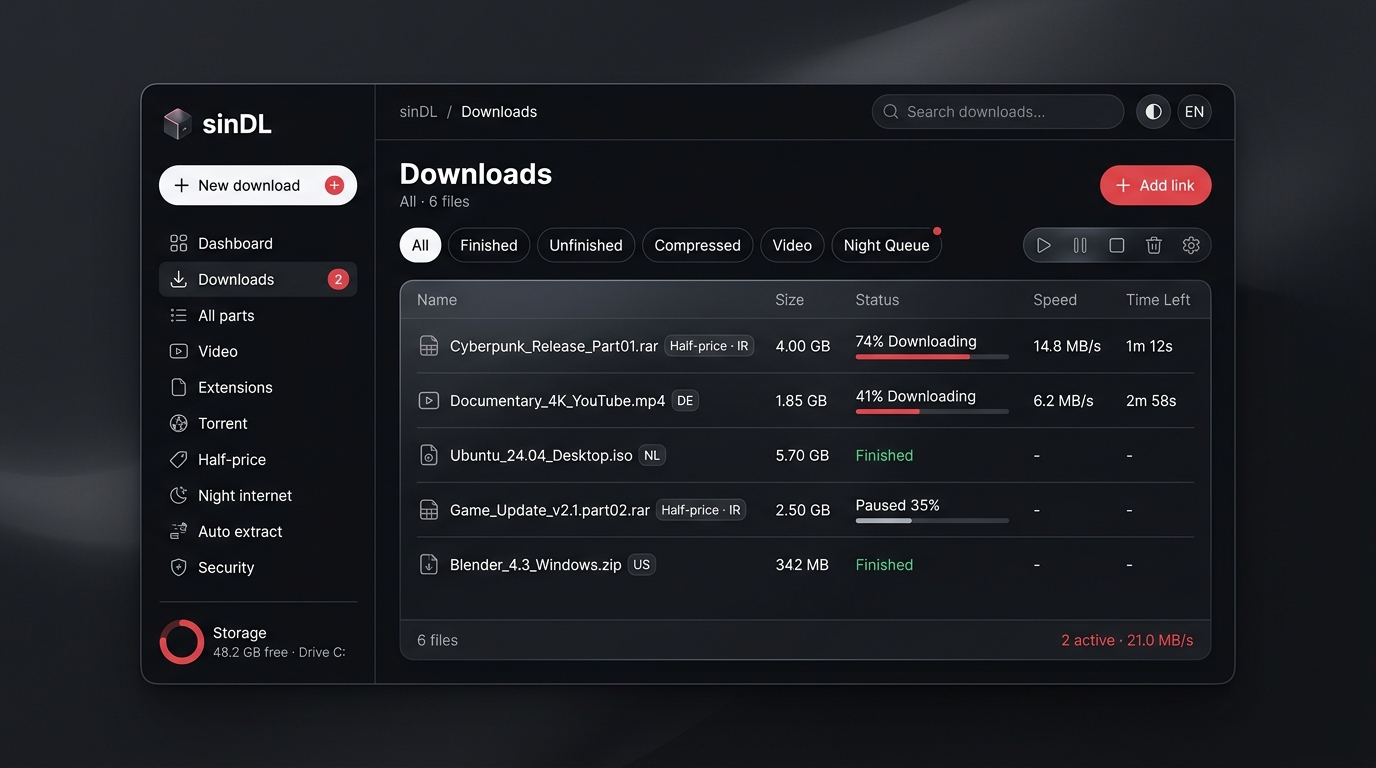 sinDL
sinDL / Downloads
Search downloads...
EN
New download
Dashboard
Downloads 2
All parts
Video
Extensions
Torrent
Half-price
Night internet
Auto extract
Security
Storage
48.2 GB free · Drive C:
Downloads
All · 6 files
Add link
All Finished Unfinished Compressed Video Night Queue
Name Size Status Speed Time Left
Cyberpunk_Release_Part01.rar Half-price · IR 4.00 GB 74% Downloading 14.8 MB/s 1m 12s
Documentary_4K_YouTube.mp4 DE 1.85 GB 41% Downloading 6.2 MB/s 2m 58s
Ubuntu_24.04_Desktop.iso NL 5.70 GB Finished - -
Game_Update_v2.1.part02.rar Half-price · IR 2.50 GB Paused 35% - -
Blender_4.3_Windows.zip US 342 MB Finished - -
6 files 2 active · 21.0 MB/s